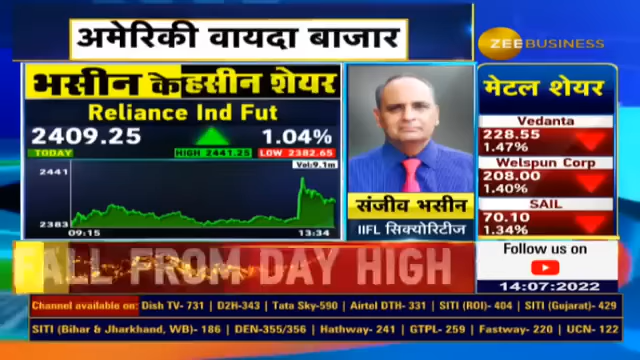 अमेरिकी वायदा बाजार
ZEE BUSINESS
भसीन के हसीन शेयर
Reliance Ind Fut
2409.25 1.04%
TODAY HIGH 2441.25 LOW 2382.65
Vol:9.1m
2441
2383
09:15 13:34
संजीव भसीन
IIFL सिक्योरिटीज
मेटल शेयर
Vedanta
228.55
1.47%
Welspun Corp
208.00
1.40%
SAIL
70.10
1.34%
FALL FROM DAY HIGH
Follow us on
14:07:2022
Channel available on: Dish TV- 731 | D2H-343 | Tata Sky-590 | Airtel DTH- 331 | SITI (ROI)- 404 | SITI (Gujarat)- 429
SITI (Bihar & Jharkhand, WB)- 186 | DEN-355/356 | Hathway- 241 | GTPL- 259 | Fastway- 220 | UCN- 122